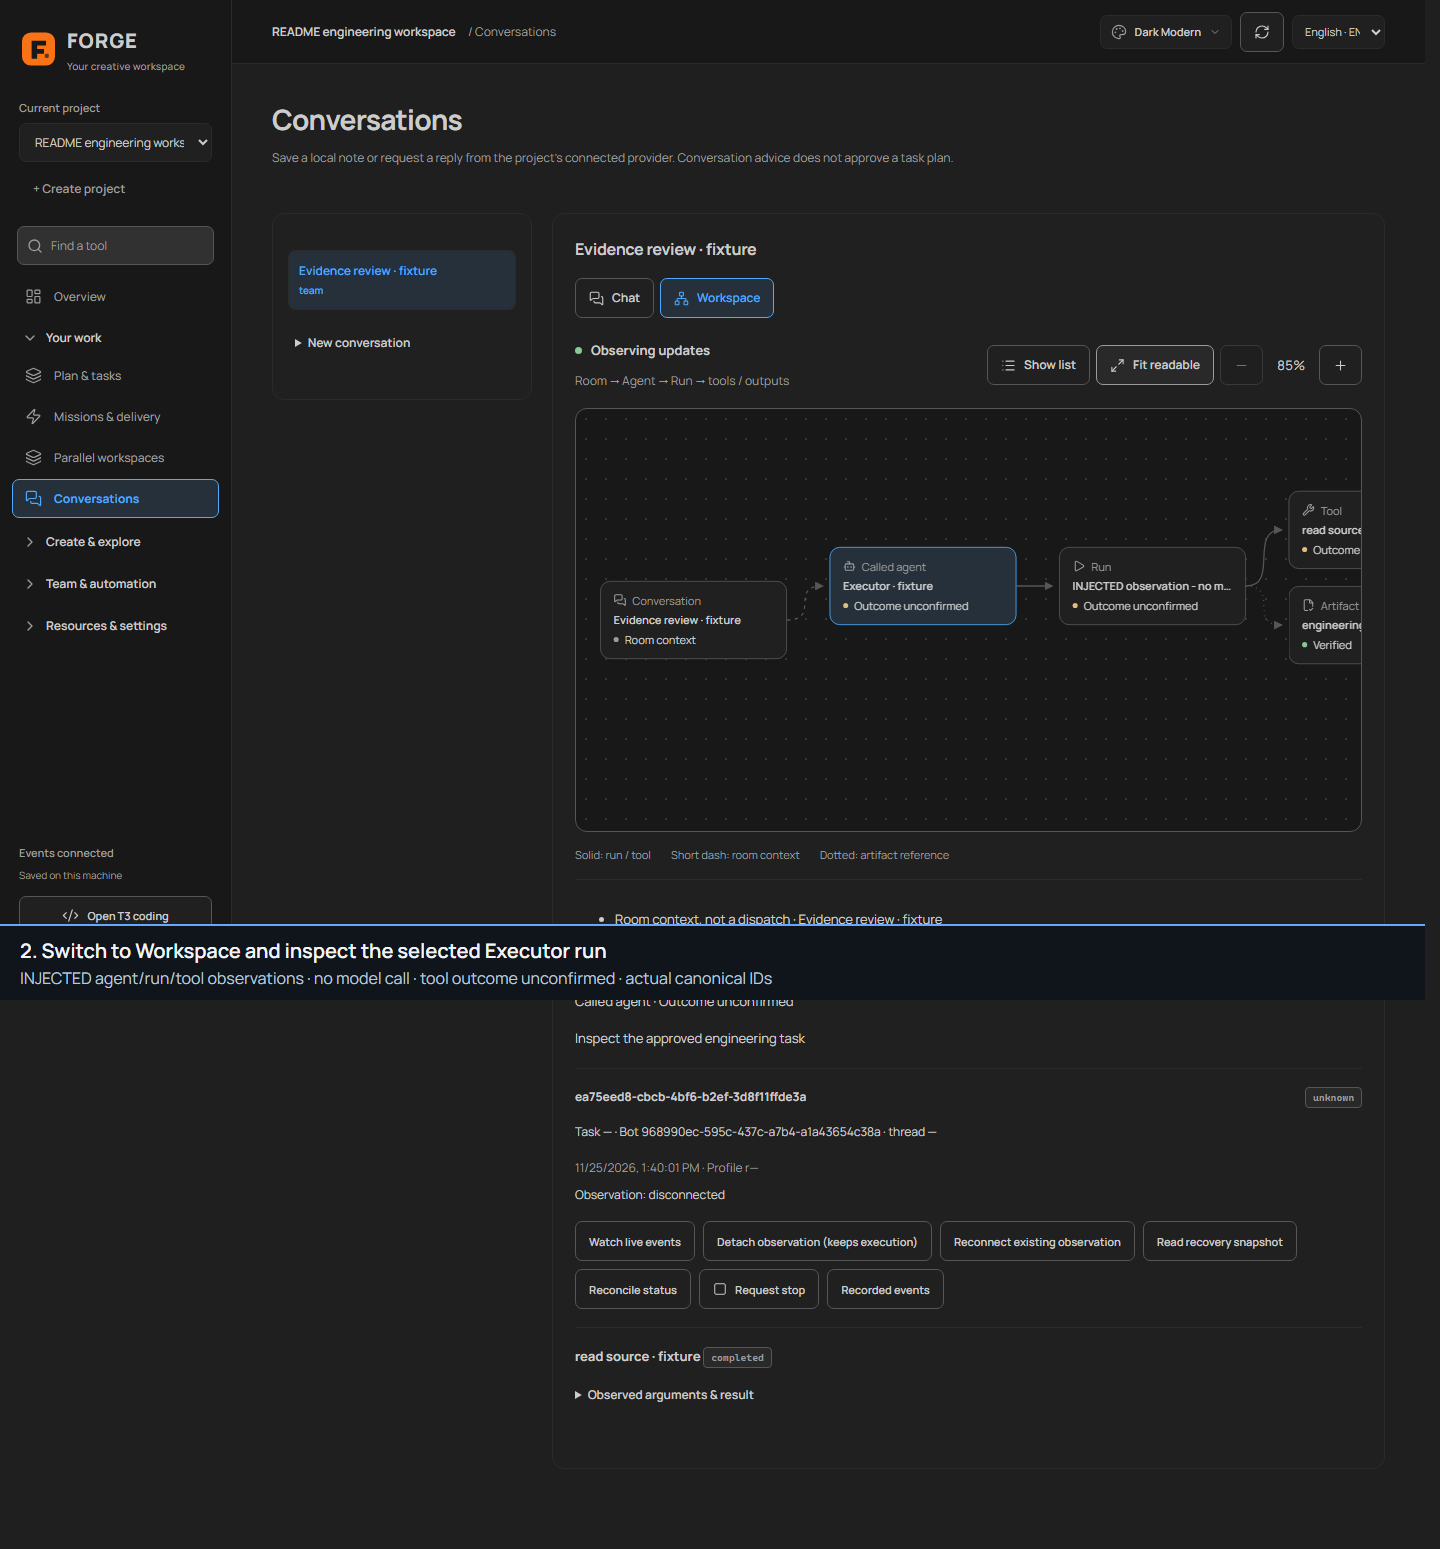 FORGE
Your creative workspace
Current project
README engineering works
+ Create project
Find a tool
Overview
Your work
Plan & tasks
Missions & delivery
Parallel workspaces
Conversations
Create & explore
Team & automation
Resources & settings
Events connected
Saved on this machine
Open T3 coding
README engineering workspace / Conversations
Dark Modern
English · EN
Conversations
Save a local note or request a reply from the project's connected provider. Conversation advice does not approve a task plan.
Evidence review · fixture
team
New conversation
Evidence review · fixture
Chat
Workspace
Observing updates
Room → Agent → Run → tools / outputs
Show list
Fit readable
85%
Conversation
Evidence review · fixture
Room context
Called agent
Executor · fixture
Outcome unconfirmed
Run
INJECTED observation - no m...
Outcome unconfirmed
Tool
read source
Outcome
Artifact
engineering
Verified
Solid: run / tool Short dash: room context Dotted: artifact reference
Room context, not a dispatch · Evidence review · fixture
2. Switch to Workspace and inspect the selected Executor run
INJECTED agent/run/tool observations · no model call · tool outcome unconfirmed · actual canonical IDs
Called agent · Outcome unconfirmed
Inspect the approved engineering task
ea75eed8-cbcb-4bf6-b2ef-3d8f11ffde3a
unknown
Task — · Bot 968990ec-595c-437c-a7b4-a1a43654c38a · thread —
11/25/2026, 1:40:01 PM · Profile r—
Observation: disconnected
Watch live events
Detach observation (keeps execution)
Reconnect existing observation
Read recovery snapshot
Reconcile status
Request stop
Recorded events
read source · fixture completed
Observed arguments & result